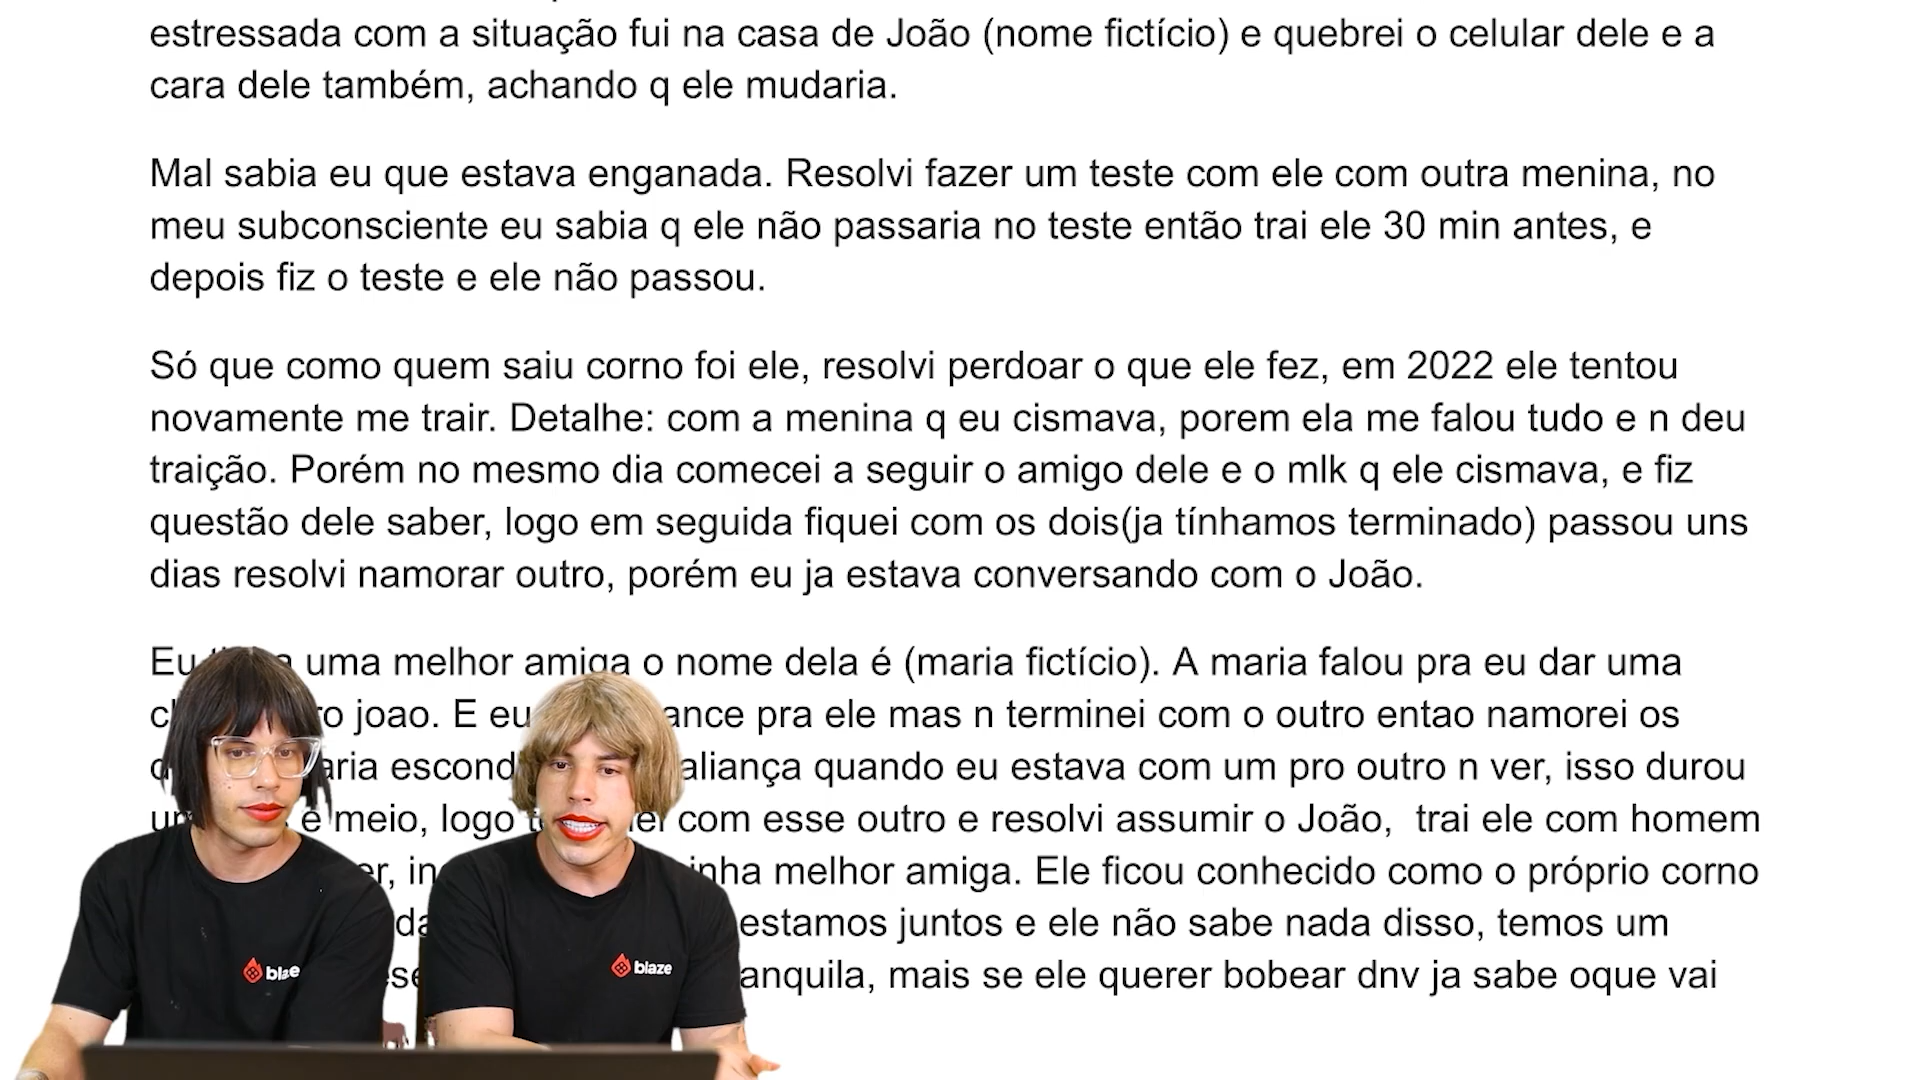 estressada com a situação fui na casa de João (nome fictício) e quebrei o celular dele e a
cara dele também, achando q ele mudaria.
Mal sabia eu que estava enganada. Resolvi fazer um teste com ele com outra menina, no
meu subconsciente eu sabia q ele não passaria no teste então trai ele 30 min antes, e
depois fiz o teste e ele não passou.
Só que como quem saiu corno foi ele, resolvi perdoar o que ele fez, em 2022 ele tentou
novamente me trair. Detalhe: com a menina q eu cismava, porem ela me falou tudo e n deu
traição. Porém no mesmo dia comecei a seguir o amigo dele e o mlk q ele cismava, e fiz
questão dele saber, logo em seguida fiquei com os dois(ja tínhamos terminado) passou uns
dias resolvi namorar outro, porém eu ja estava conversando com o João.
Eu uma melhor amiga o nome dela é (maria fictício). A maria falou pra eu dar uma
joao. E eu pra ele mas n terminei com o outro entao namorei os
aliança quando eu estava com um pro outro n ver, isso durou
e meio, logo com esse outro e resolvi assumir o João, trai ele com homem
melhor amiga. Ele ficou conhecido como o próprio corno
estamos juntos e ele não sabe nada disso, temos um
mais se ele querer bobear dnv ja sabe oque vai
blaze
blaze